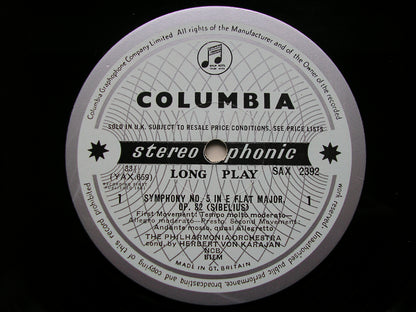 Columbia Graphophone Company Limited. All rights of the Manufacturer and of the Owner of the recorded work reserved. Unauthorised public performance, broadcasting and copying of this record prohibited
COLUMBIA
SOLD IN U.K. SUBJECT TO RESALE PRICE CONDITIONS, SEE PRICE LISTS
stereophonic
LONG PLAY
SAX 2392
33⅓
(YAX.659)
1 1
SYMPHONY NO. 5 IN E FLAT MAJOR,
OP. 82 (SIBELIUS)
First Movement: Tempo molto moderato—
Allegro moderato—Presto; Second Movement:
Andante mosso, quasi allegretto
THE PHILHARMONIA ORCHESTRA
cond. by HERBERT VON KARAJAN
NCB
BIEM
MADE IN GT. BRITAIN